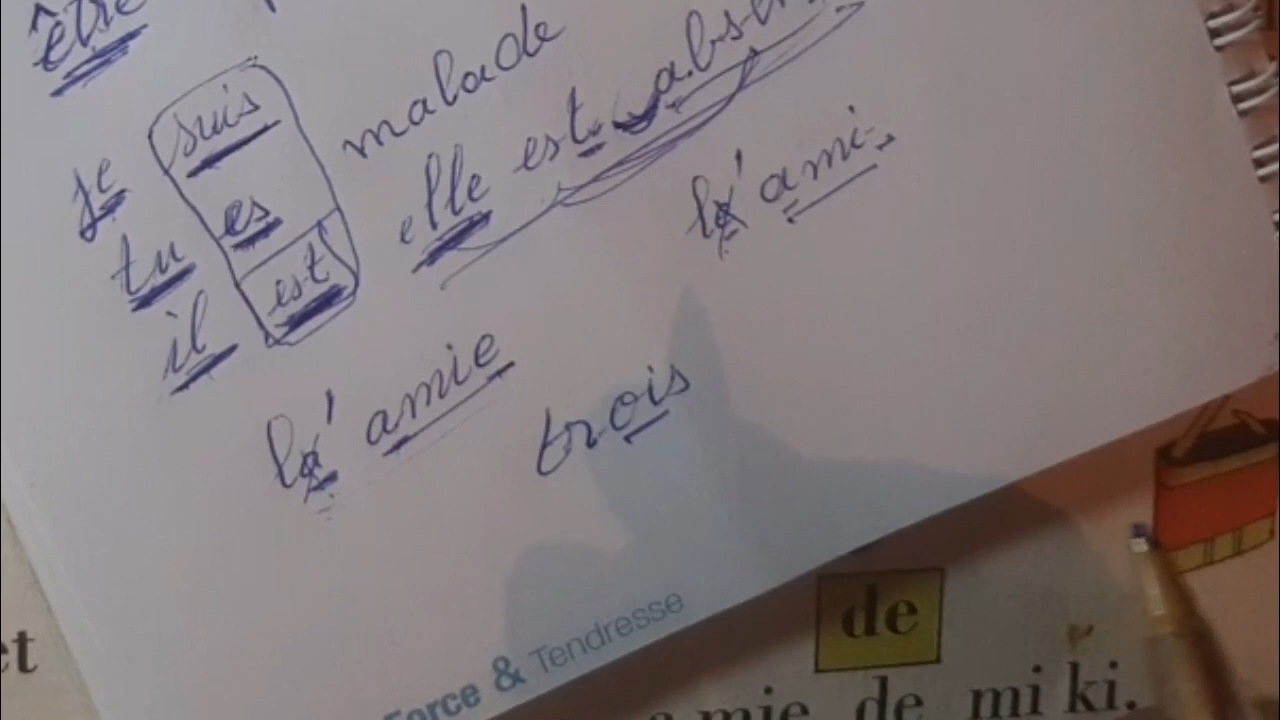 être
je suis malade
tu es elle est
il est l'ami
l'amie
trois
Force & Tendresse
et
de
mie de mi ki.